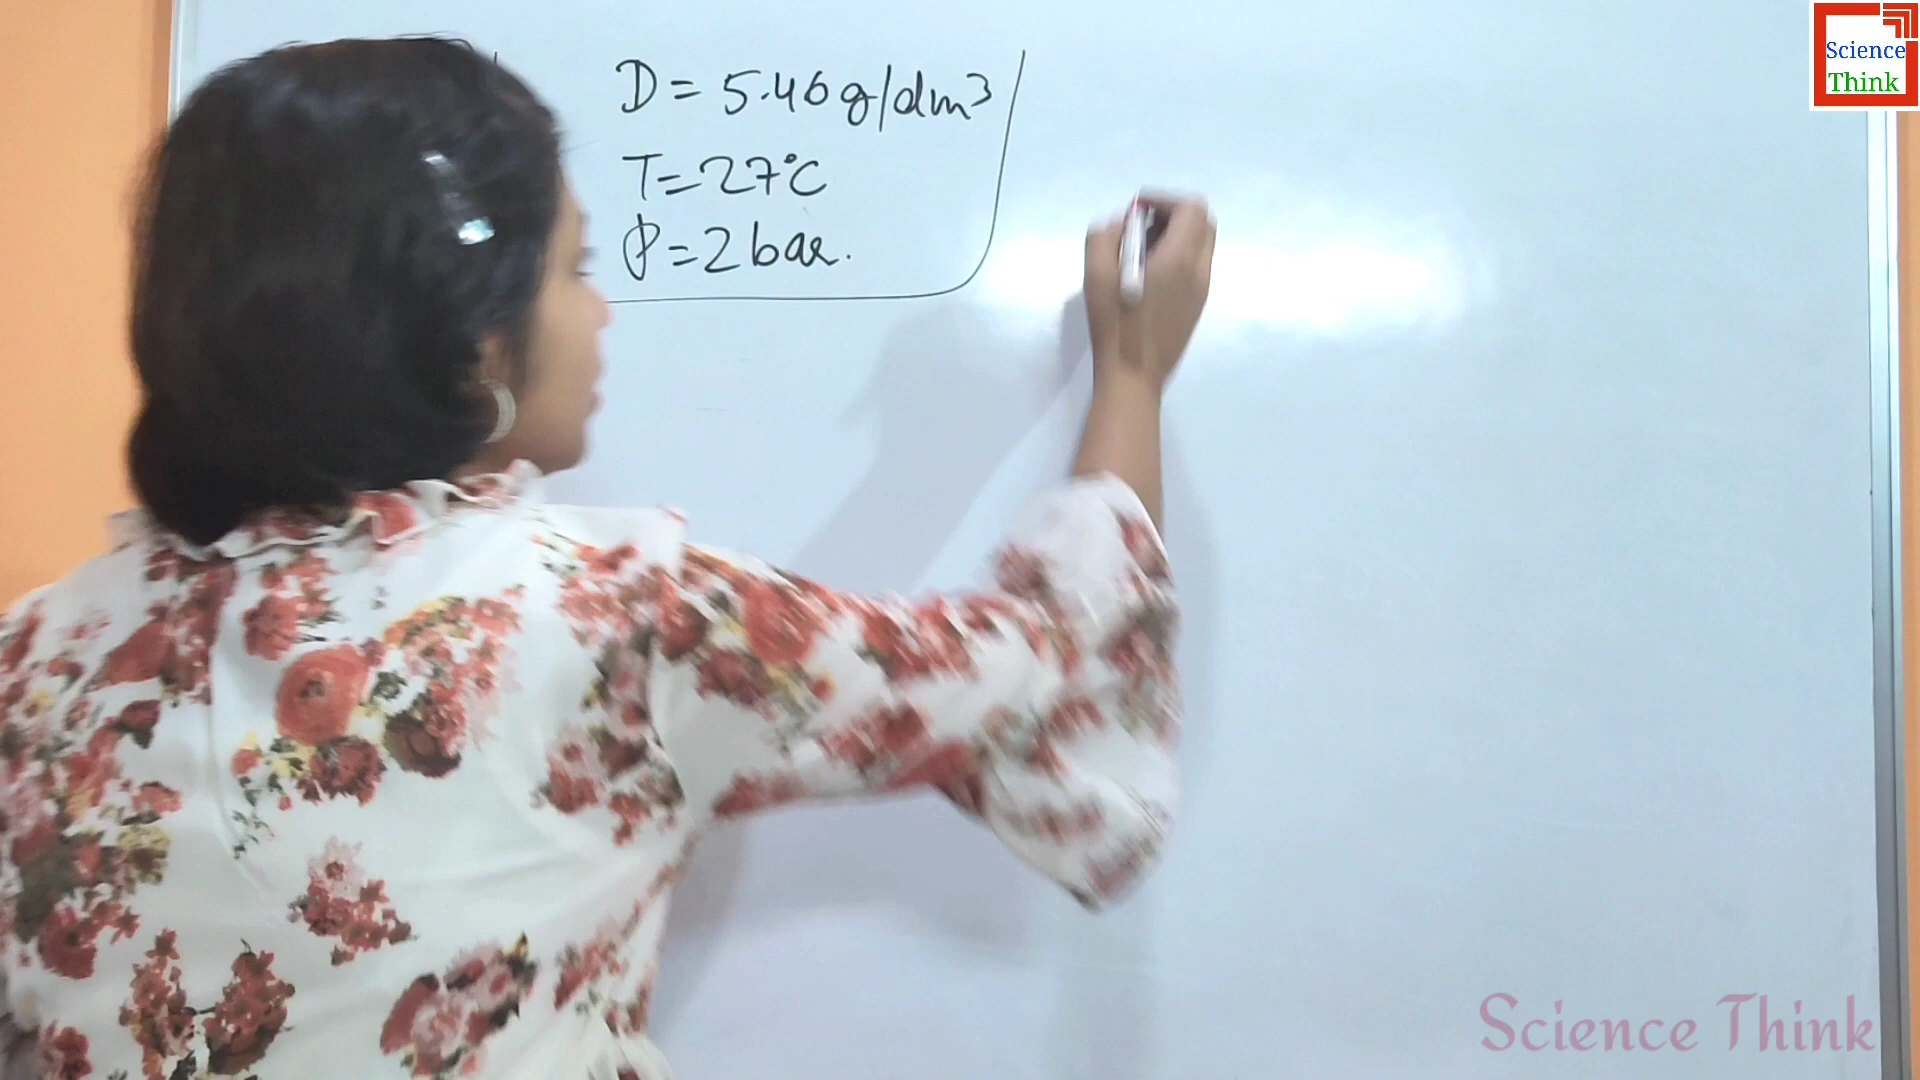 D = 5.46 g/dm³
T = 27°C
P = 2 bar.
Science
Think
Science Think